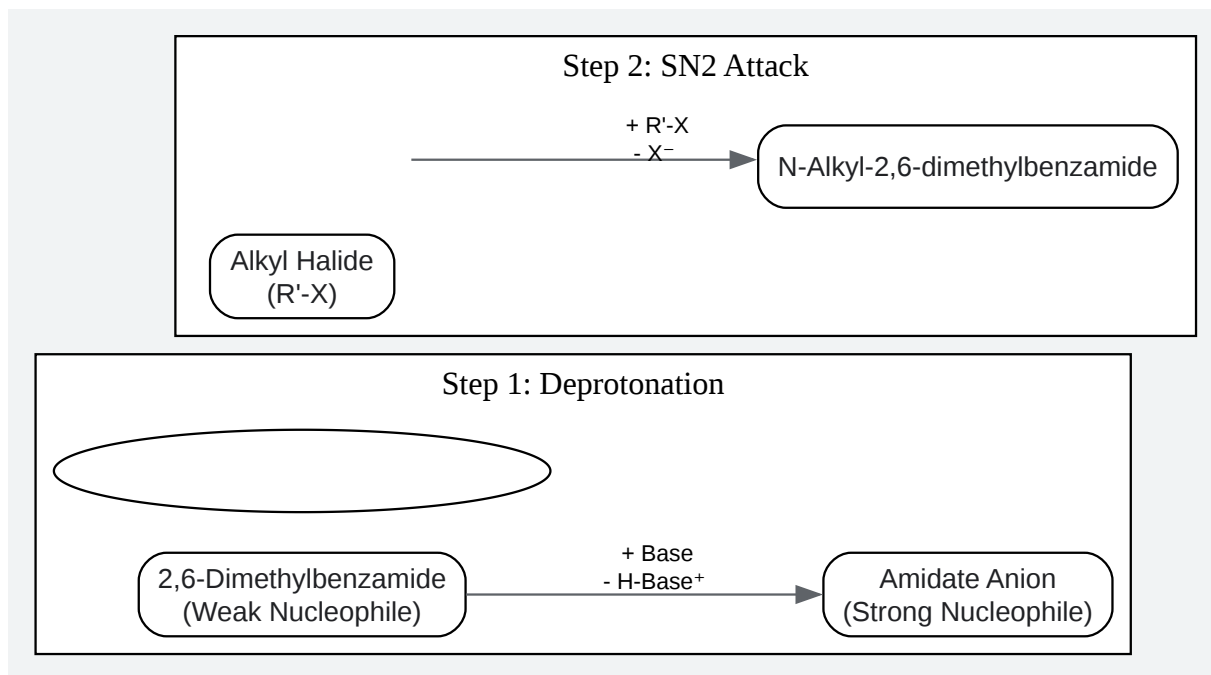 Step 2: SN2 Attack
+ R'-X
- X⁻
N-Alkyl-2,6-dimethylbenzamide
Alkyl Halide
(R'-X)
Step 1: Deprotonation
+ Base
- H-Base⁺
2,6-Dimethylbenzamide
(Weak Nucleophile)
Amidate Anion
(Strong Nucleophile)